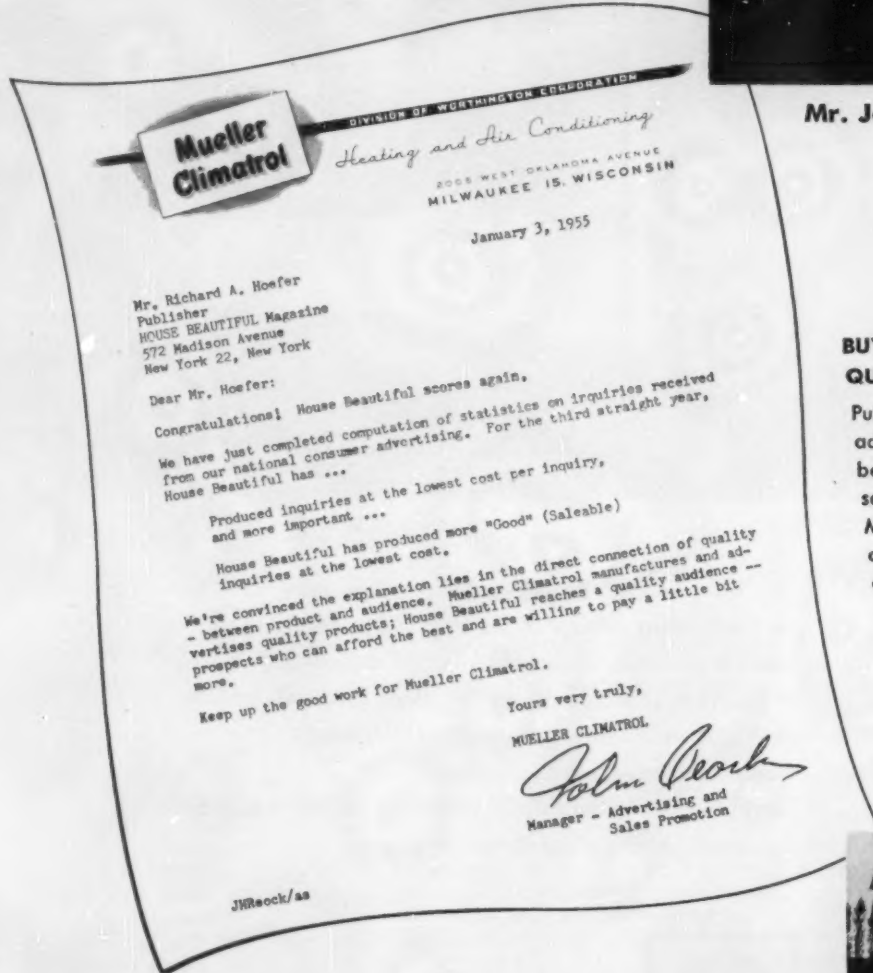 Mueller
Climatrol
DIVISION OF WORTHINGTON CORPORATION
Heating and Air Conditioning
2005 WEST OKLAHOMA AVENUE
MILWAUKEE 15, WISCONSIN
January 3, 1955
Mr. Richard A. Hoefer
Publisher
HOUSE BEAUTIFUL Magazine
572 Madison Avenue
New York 22, New York
Dear Mr. Hoefer:
Congratulations! House Beautiful scores again.
We have just completed computation of statistics on inquiries received
from our national consumer advertising. For the third straight year,
House Beautiful has ...
Produced inquiries at the lowest cost per inquiry,
and more important ...
House Beautiful has produced more "Good" (Saleable)
inquiries at the lowest cost.
We're convinced the explanation lies in the direct connection of quality
- between product and audience. Mueller Climatrol manufactures and ad-
vertises quality products; House Beautiful reaches a quality audience --
prospects who can afford the best and are willing to pay a little bit
more.
Keep up the good work for Mueller Climatrol.
Yours very truly,
MUELLER CLIMATROL
John Reock
Manager - Advertising and
Sales Promotion
JHReock/as
Mr. J
BU
QU
Pu